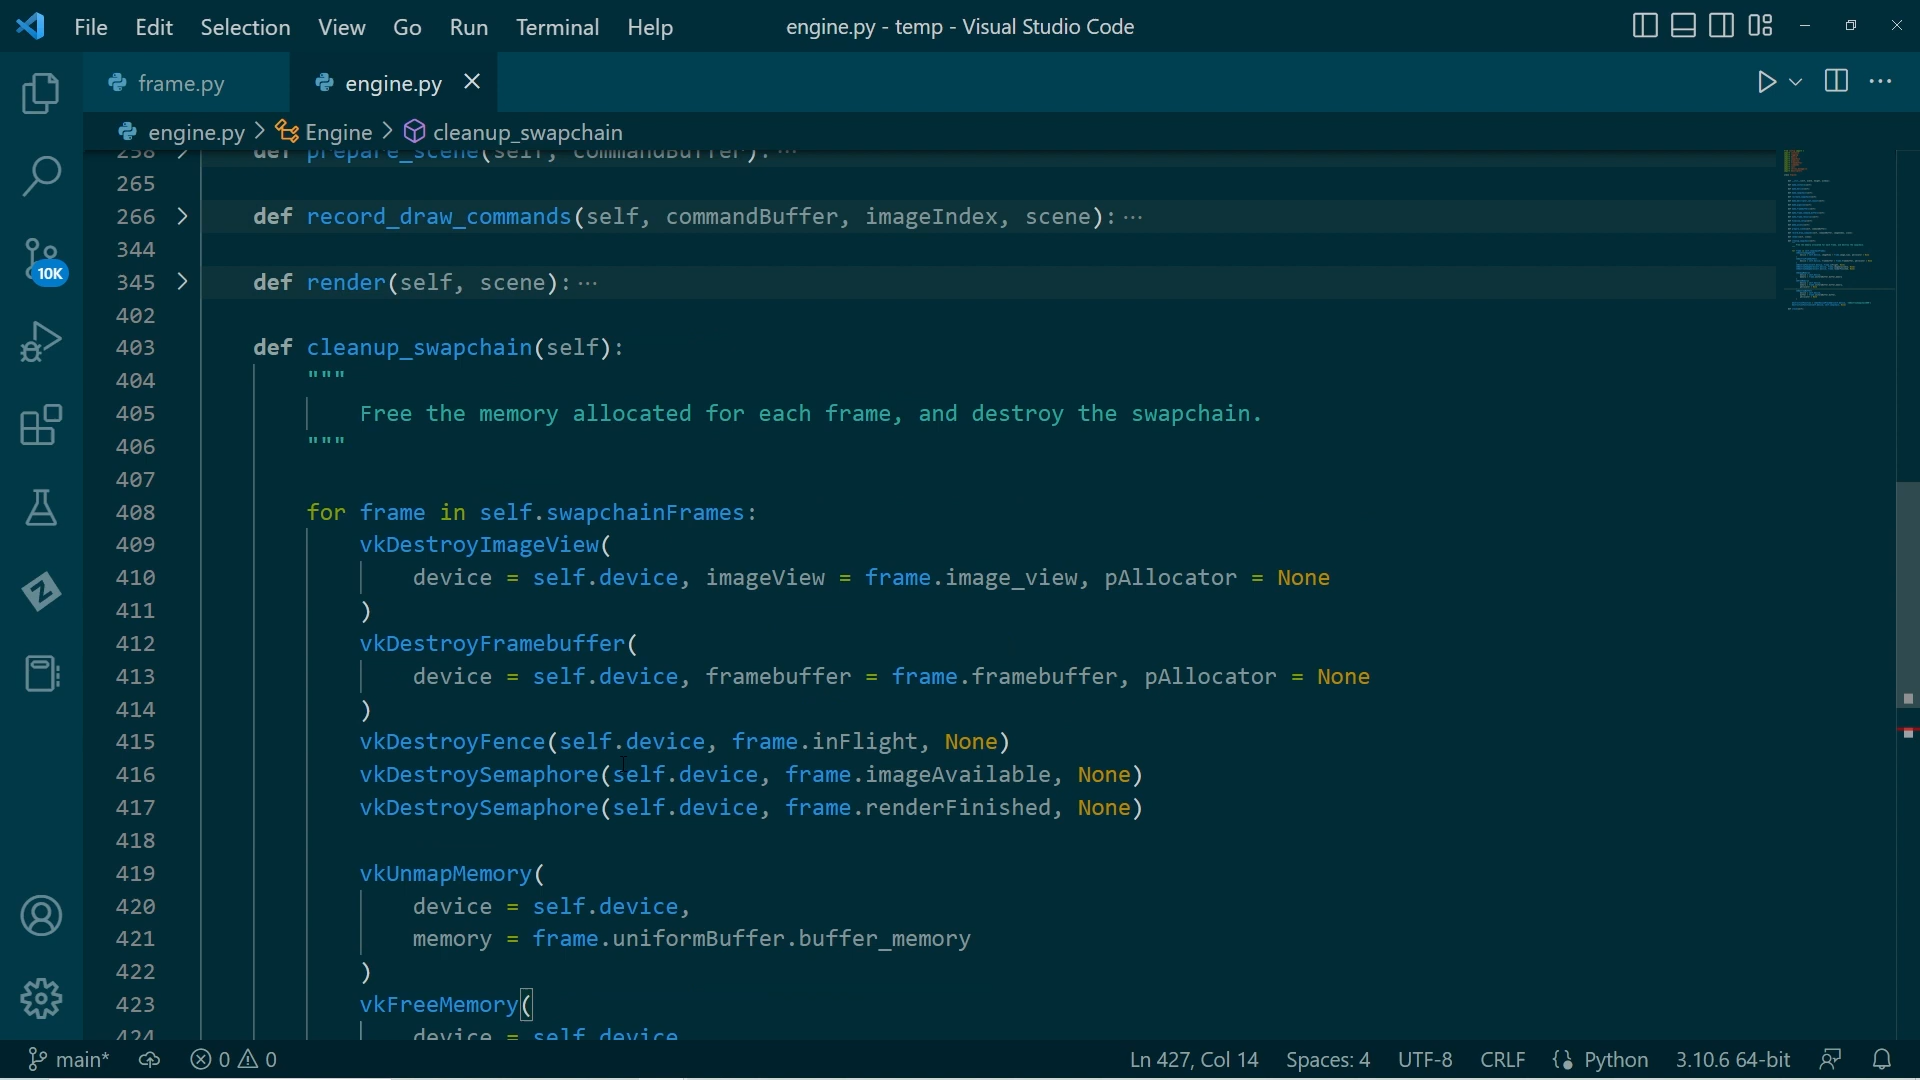 File Edit Selection View Go Run Terminal Help engine.py - temp - Visual Studio Code
frame.py engine.py
engine.py > Engine > cleanup_swapchain
258 def prepare_scene(self, commandBuffer): ...
265
266 def record_draw_commands(self, commandBuffer, imageIndex, scene): ...
344
345 def render(self, scene): ...
402
403 def cleanup_swapchain(self):
404 """
405 Free the memory allocated for each frame, and destroy the swapchain.
406 """
407
408 for frame in self.swapchainFrames:
409 vkDestroyImageView(
410 device = self.device, imageView = frame.image_view, pAllocator = None
411 )
412 vkDestroyFramebuffer(
413 device = self.device, framebuffer = frame.framebuffer, pAllocator = None
414 )
415 vkDestroyFence(self.device, frame.inFlight, None)
416 vkDestroySemaphore(self.device, frame.imageAvailable, None)
417 vkDestroySemaphore(self.device, frame.renderFinished, None)
418
419 vkUnmapMemory(
420 device = self.device,
421 memory = frame.uniformBuffer.buffer_memory
422 )
423 vkFreeMemory(
424 device = self.device
10K
main* 0 0 Ln 427, Col 14 Spaces: 4 UTF-8 CRLF Python 3.10.6 64-bit